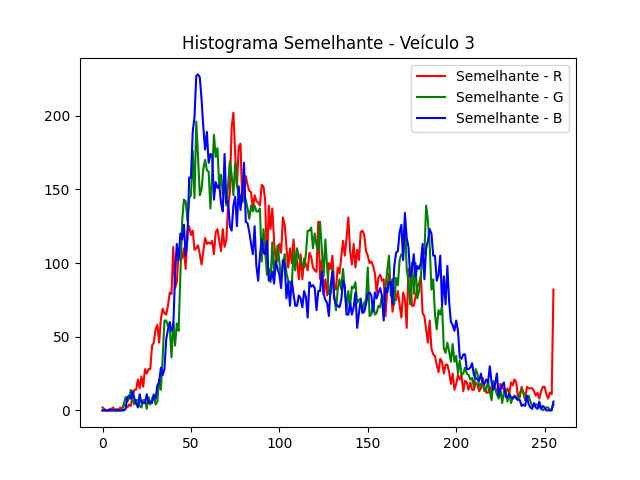 Histograma Semelhante - Veículo 3
Semelhante - R
Semelhante - G
Semelhante - B
200
150
100
50
0
0 50 100 150 200 250